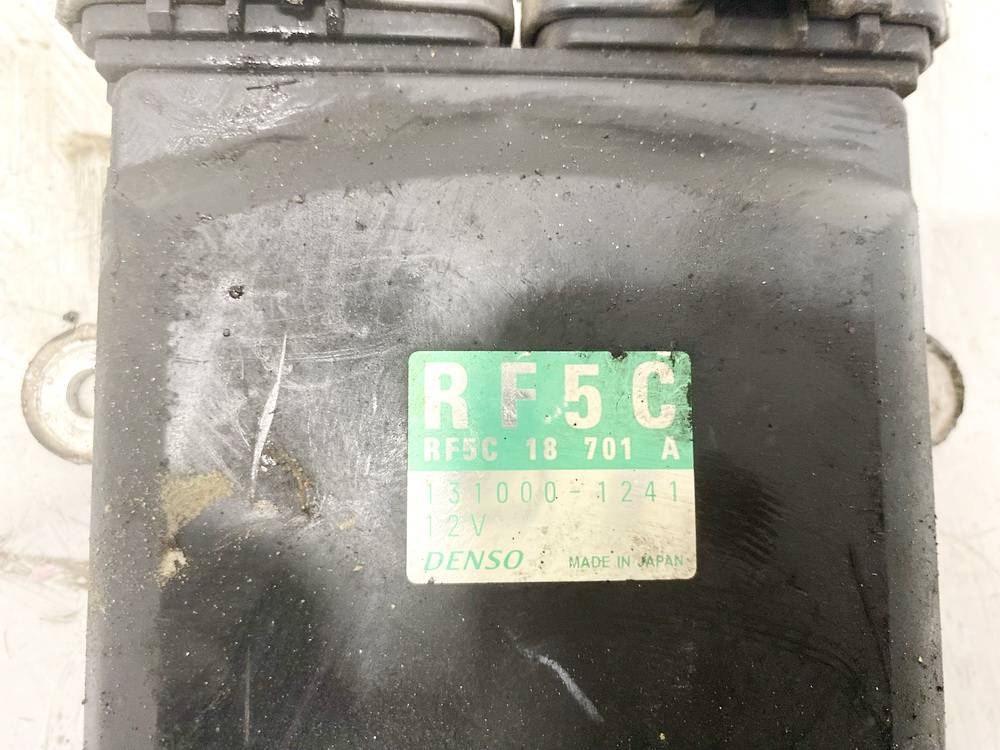 RF5C
RF5C 18 701 A
131000-1241
12V
DENSO MADE IN JAPAN